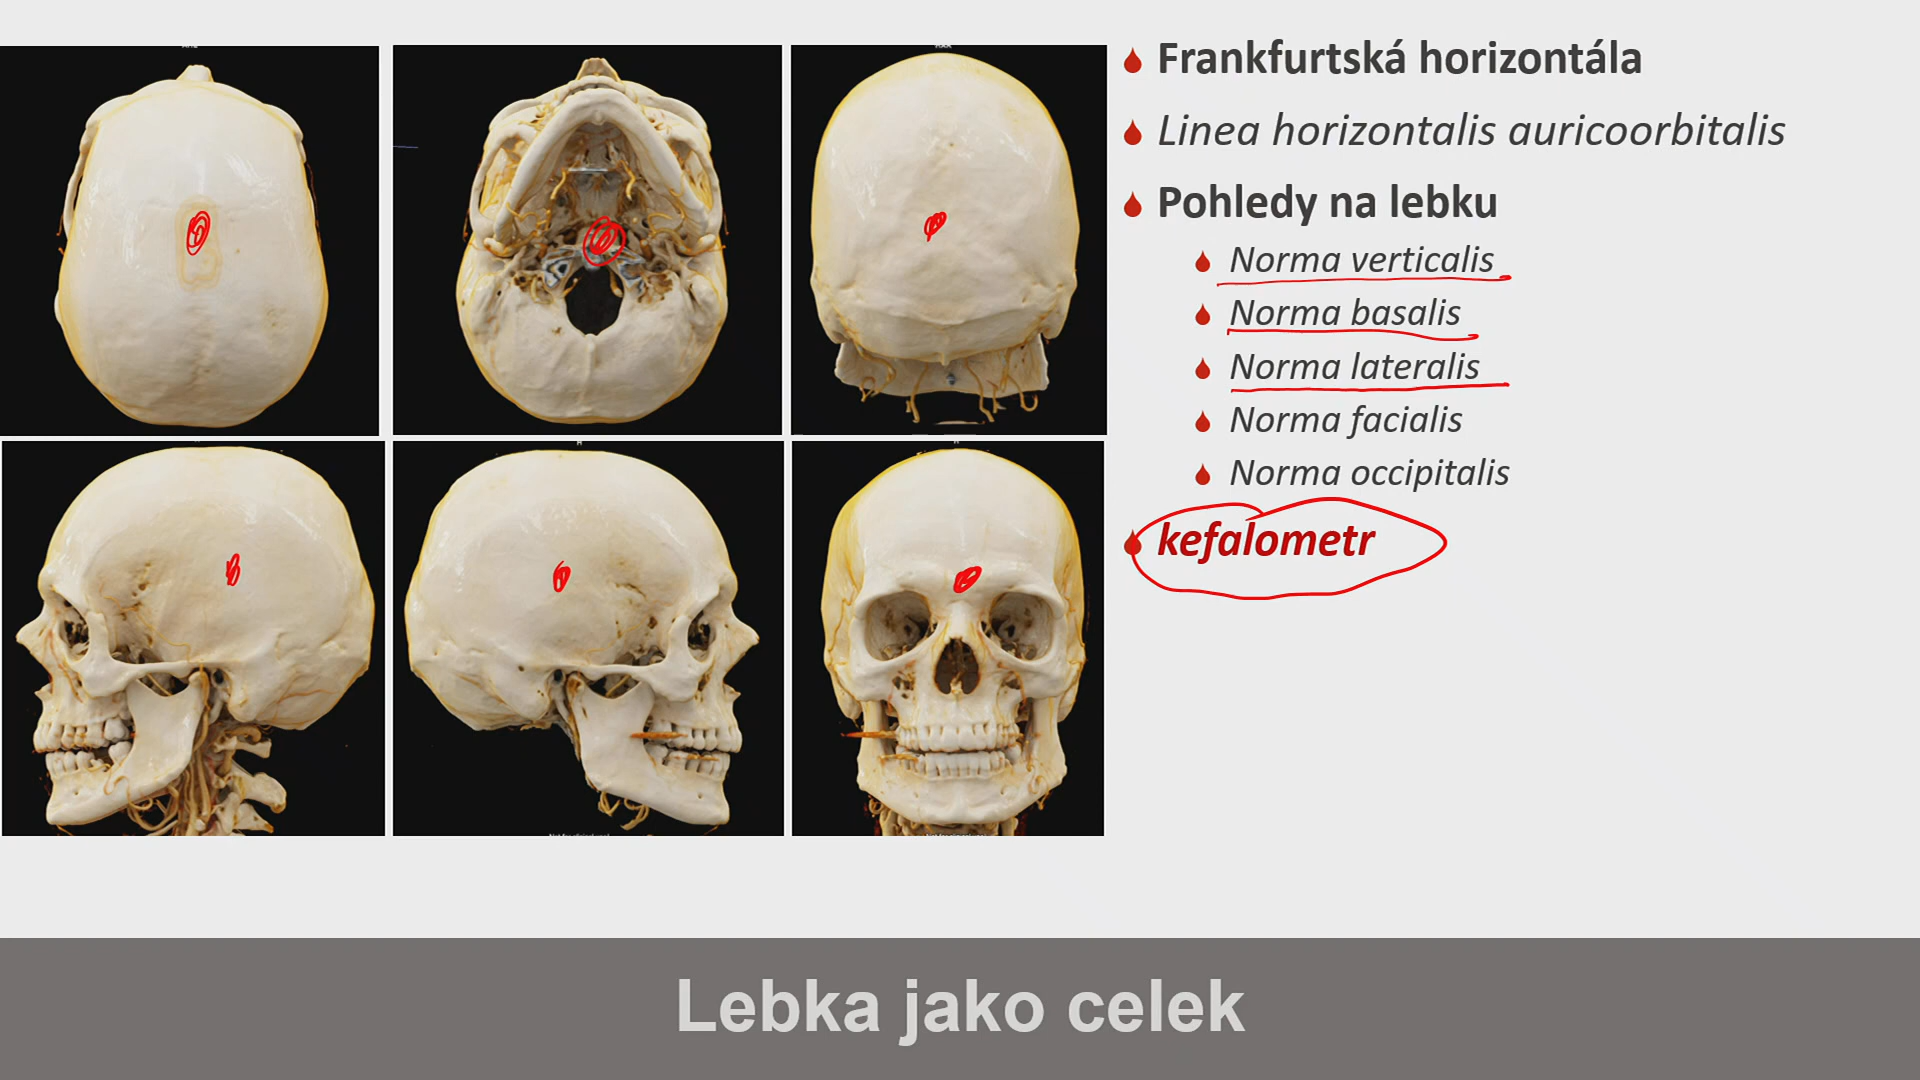 Frankfurtská horizontála
Linea horizontalis auricoorbitalis
Pohledy na lebku
Norma verticalis
Norma basalis
Norma lateralis
Norma facialis
Norma occipitalis
kefalometr
Lebka jako celek